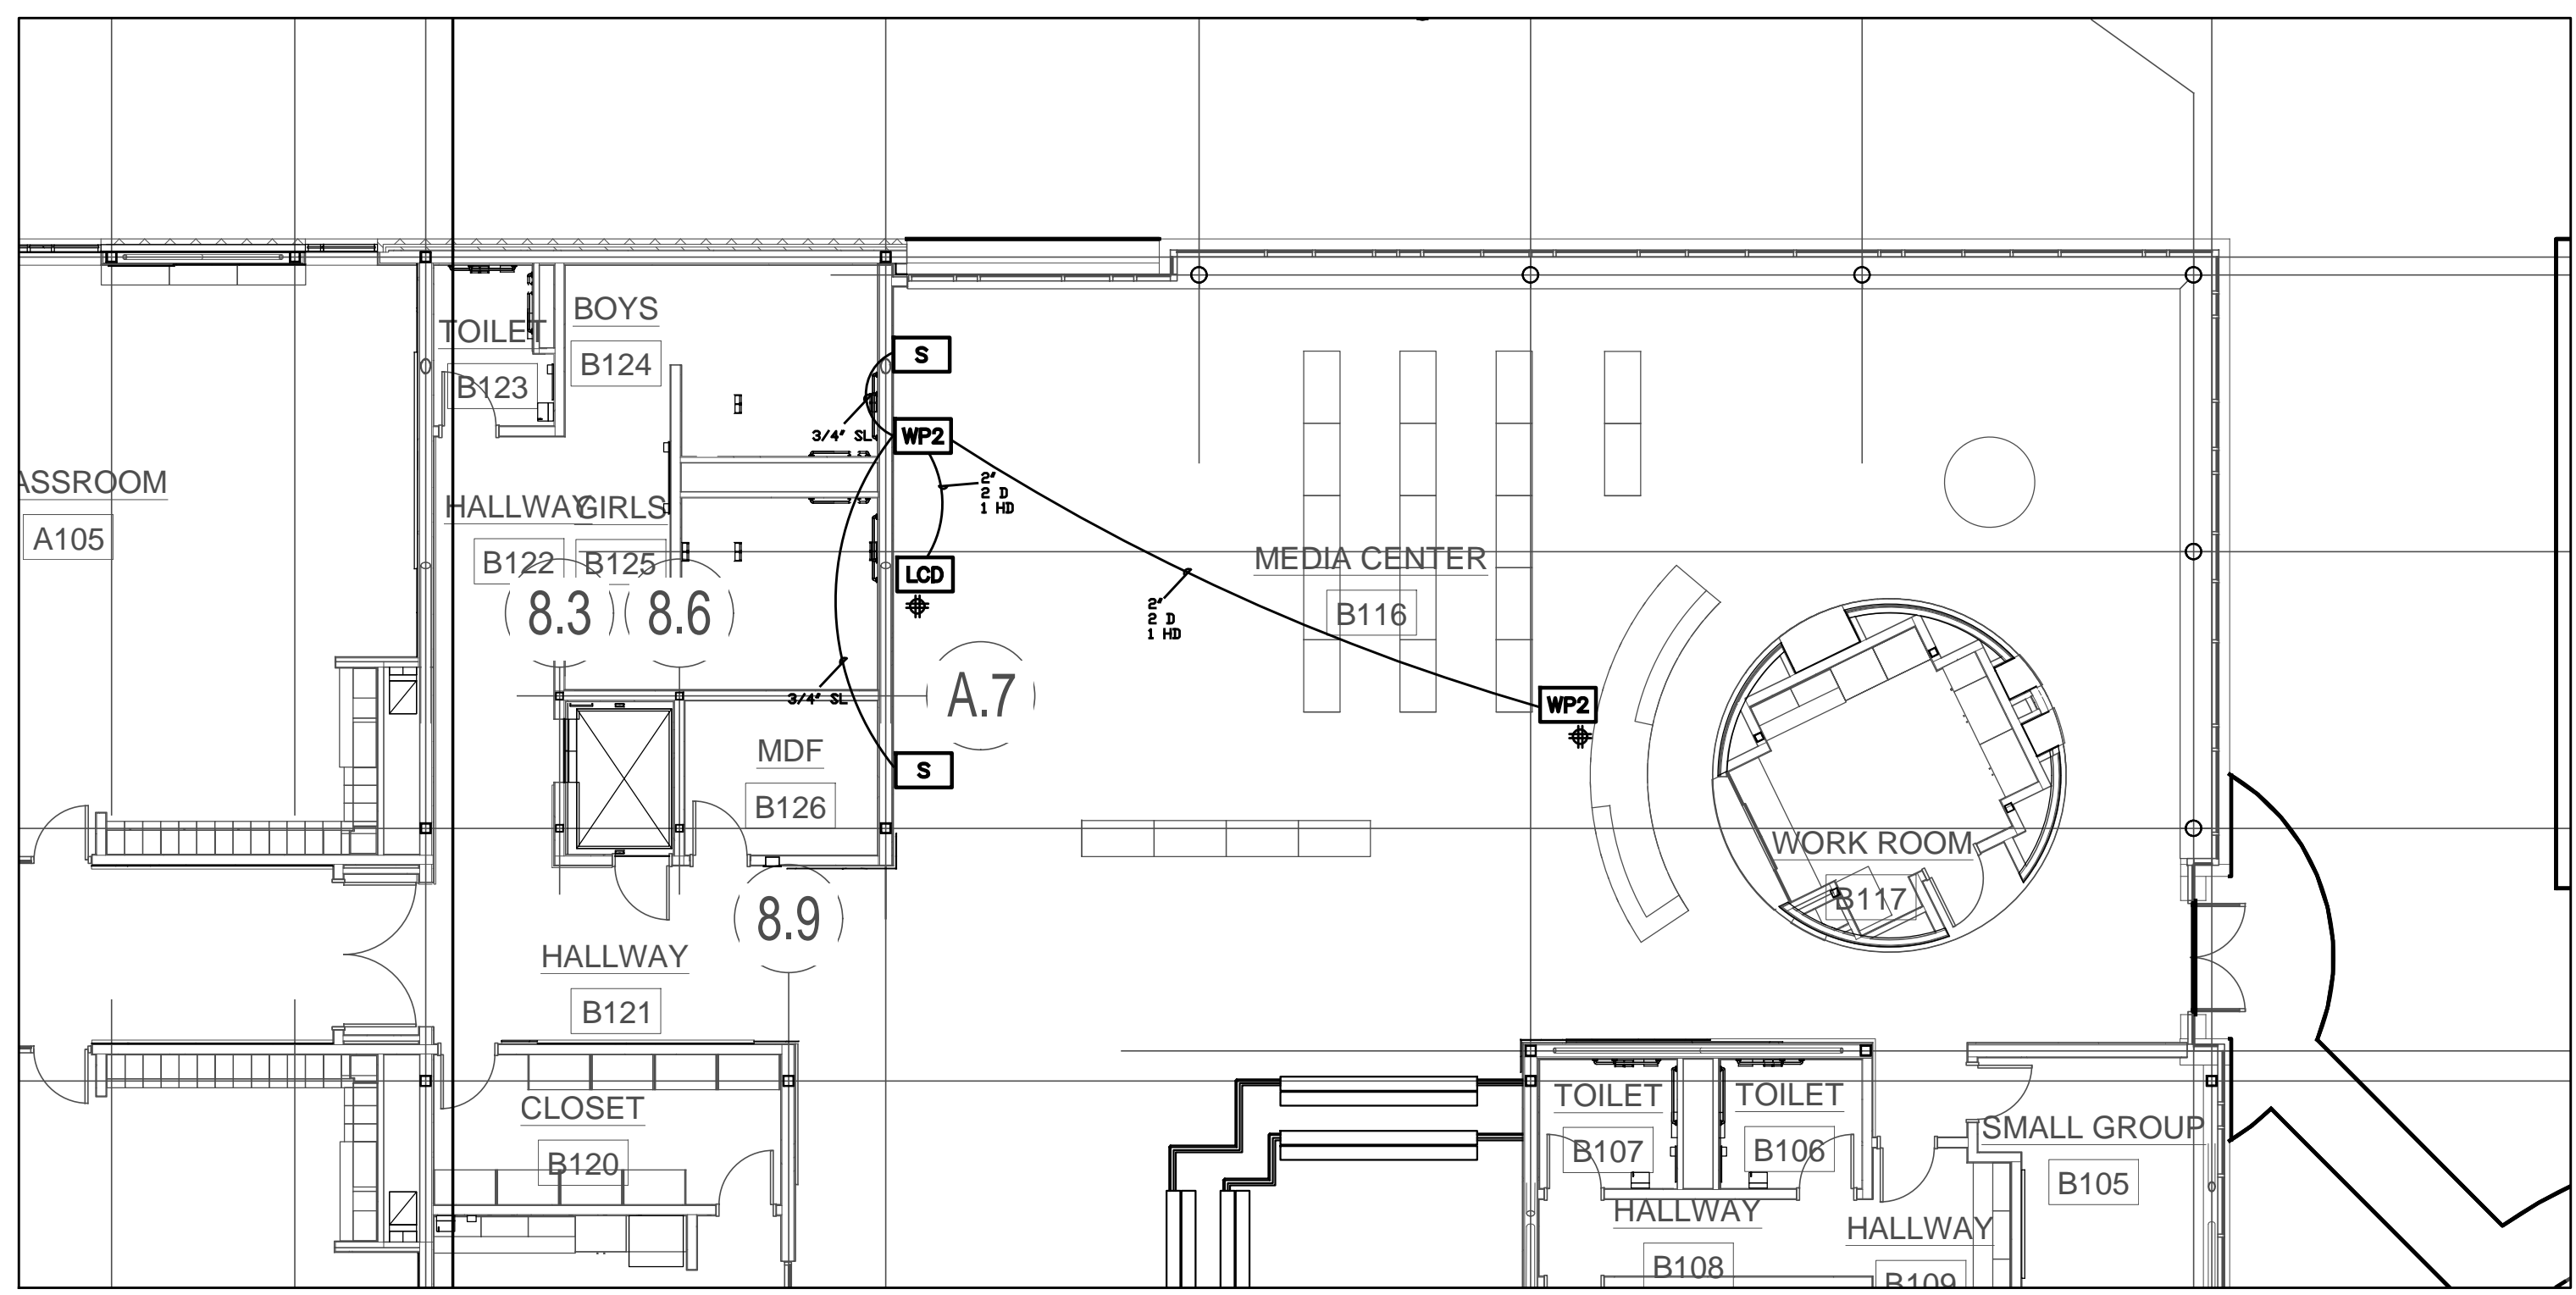 BOYS
B124
TOILET
B123
S
3/4" SL
WP2
2"
2 D
1 HD
ASSROOM
A105
HALLWAY
B122
GIRLS
B125
8.3
8.6
LCD
MEDIA CENTER
B116
2"
2 D
1 HD
A.7
3/4" SL
WP2
MDF
B126
S
WORK ROOM
B117
8.9
HALLWAY
B121
CLOSET
B120
TOILET
B107
TOILET
B106
SMALL GROUP
B105
HALLWAY
B108
HALLWAY
B109